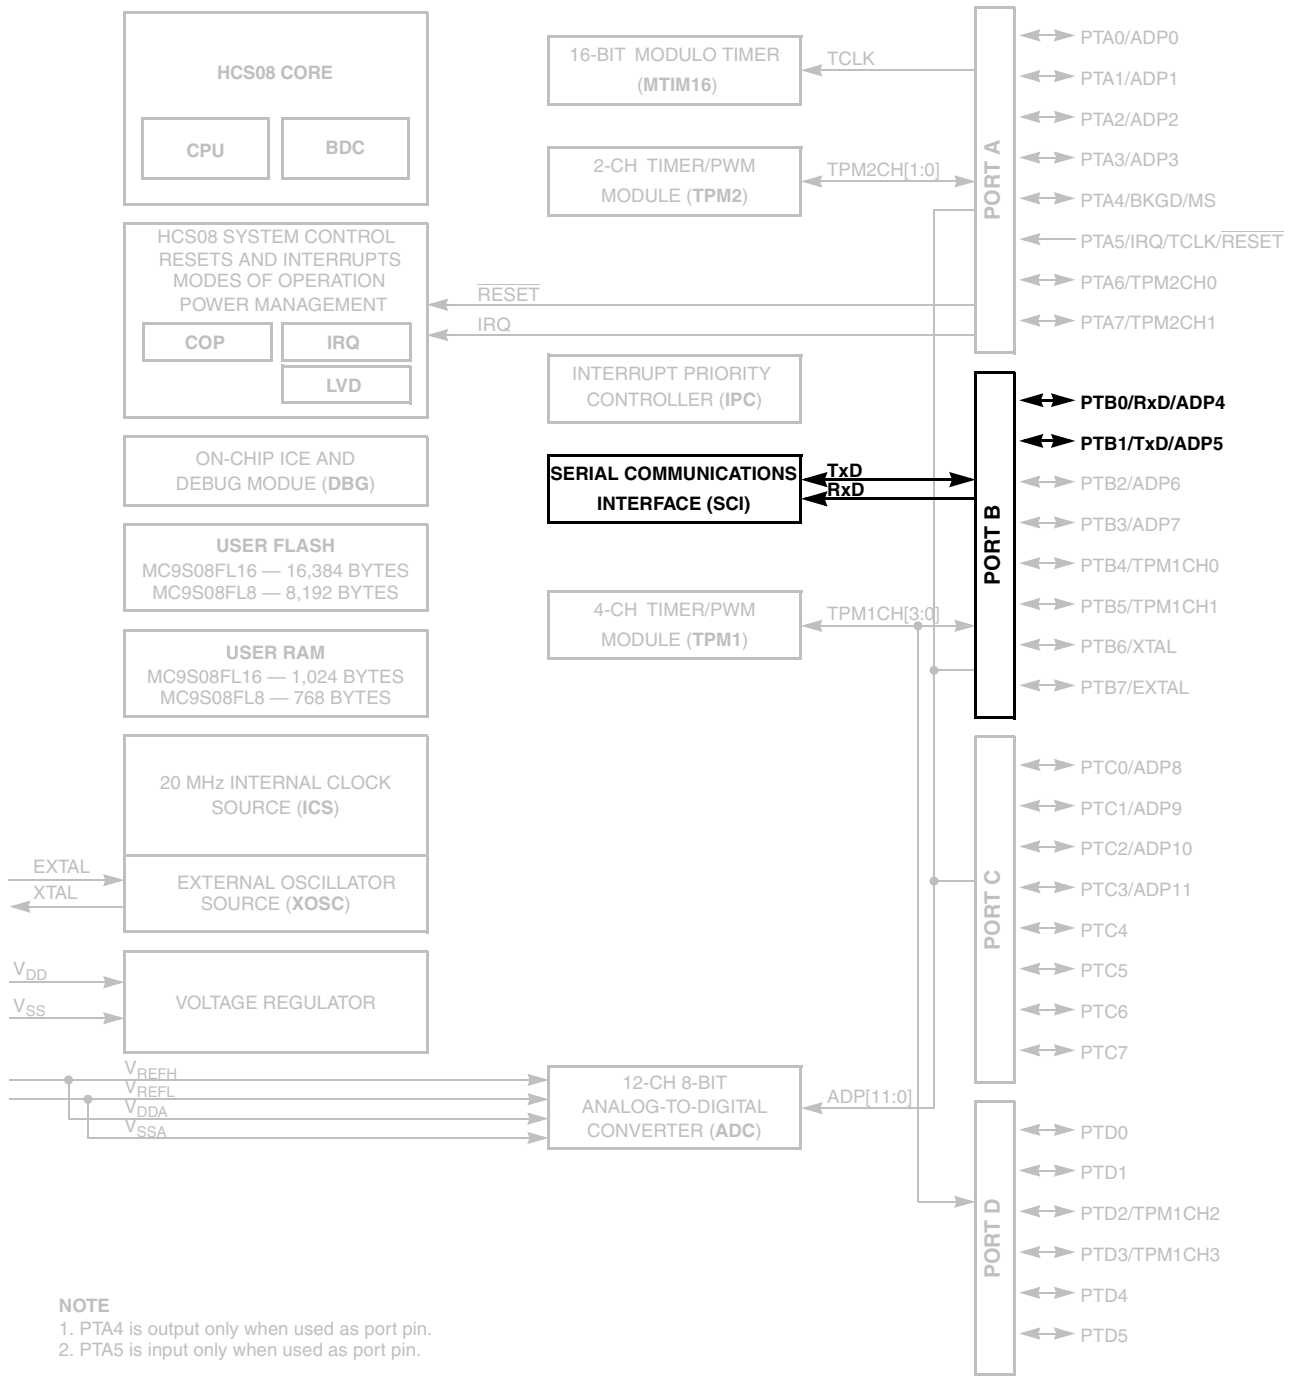 HCS08 CORE
CPU
BDC
HCS08 SYSTEM CONTROL
RESETS AND INTERRUPTS
MODES OF OPERATION
POWER MANAGEMENT
COP
IRQ
LVD
ON-CHIP ICE AND
DEBUG MODUE (DBG)
USER FLASH
MC9S08FL16 — 16,384 BYTES
MC9S08FL8 — 8,192 BYTES
USER RAM
MC9S08FL16 — 1,024 BYTES
MC9S08FL8 — 768 BYTES
20 MHz INTERNAL CLOCK
SOURCE (ICS)
EXTAL
XTAL
EXTERNAL OSCILLATOR
SOURCE (XOSC)
VDD
VSS
VOLTAGE REGULATOR
VREFH
VREFL
VDDA
VSSA
16-BIT MODULO TIMER
(MTIM16)
TCLK
2-CH TIMER/PWM
MODULE (TPM2)
TPM2CH[1:0]
RESET
IRQ
INTERRUPT PRIORITY
CONTROLLER (IPC)
SERIAL COMMUNICATIONS
INTERFACE (SCI)
TxD
RxD
4-CH TIMER/PWM
MODULE (TPM1)
TPM1CH[3:0]
12-CH 8-BIT
ANALOG-TO-DIGITAL
CONVERTER (ADC)
ADP[11:0]
PORT A
PTA0/ADP0
PTA1/ADP1
PTA2/ADP2
PTA3/ADP3
PTA4/BKGD/MS
PTA5/IRQ/TCLK/RESET
PTA6/TPM2CH0
PTA7/TPM2CH1
PORT B
PTB0/RxD/ADP4
PTB1/TxD/ADP5
PTB2/ADP6
PTB3/ADP7
PTB4/TPM1CH0
PTB5/TPM1CH1
PTB6/XTAL
PTB7/EXTAL
PORT C
PTC0/ADP8
PTC1/ADP9
PTC2/ADP10
PTC3/ADP11
PTC4
PTC5
PTC6
PTC7
PORT D
PTD0
PTD1
PTD2/TPM1CH2
PTD3/TPM1CH3
PTD4
PTD5
NOTE
1. PTA4 is output only when used as port pin.
2. PTA5 is input only when used as port pin.